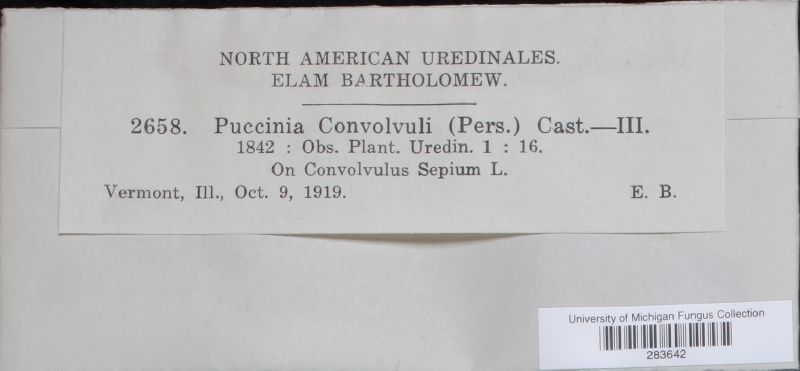 NORTH AMERICAN UREDINALES.
ELAM BARTHOLOMEW.
2658. Puccinia Convolvuli (Pers.) Cast.—III.
1842 : Obs. Plant. Uredin. 1 : 16.
On Convolvulus Sepium L.
Vermont, Ill., Oct. 9, 1919. E. B.
University of Michigan Fungus Collection
283642